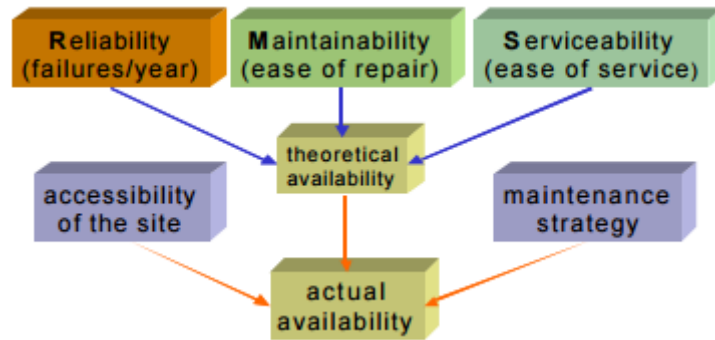 Reliability
(failures/year)
Maintainability
(ease of repair)
Serviceability
(ease of service)
theoretical
availability
accessibility
of the site
maintenance
strategy
actual
availability